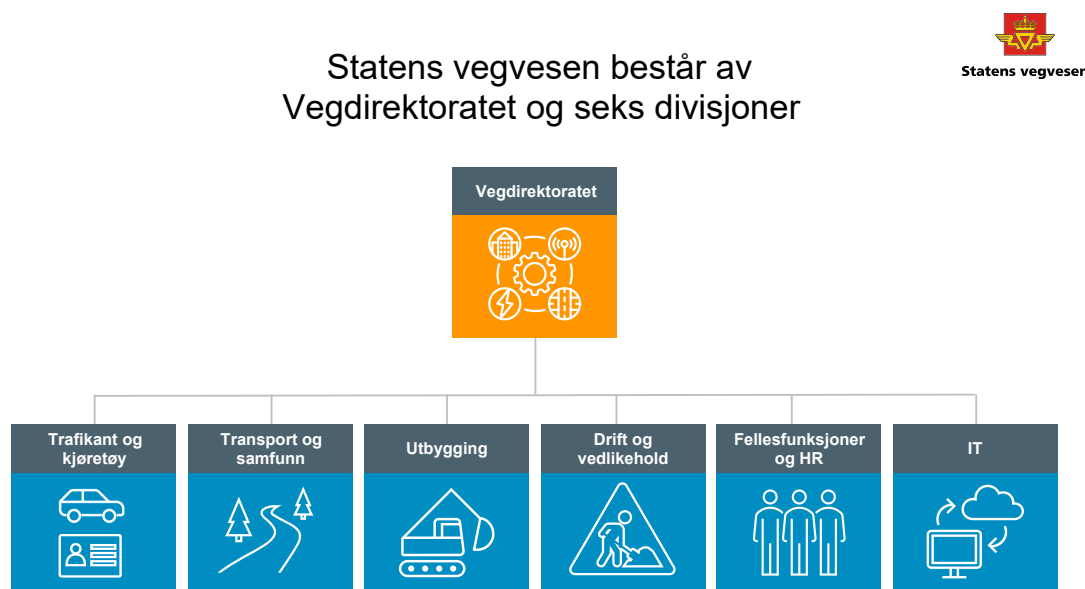 Statens vegvesen består av
Vegdirektoratet og seks divisjoner
Statens vegvesen
Vegdirektoratet
Trafikant og
kjøretøy
Transport og
samfunn
Utbygging
Drift og
vedlikehold
Fellesfunksjoner
og HR
IT